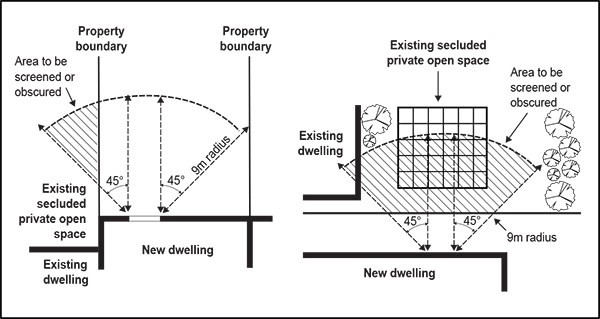 Property
boundary
Property
boundary
Area to be
screened or
obscured
45°
45°
9m radius
Existing
secluded
private open
space
New dwelling
Existing
dwelling
Existing secluded
private open space
Area to be
screened or
obscured
Existing
dwelling
45°
45°
9m radius
New dwelling